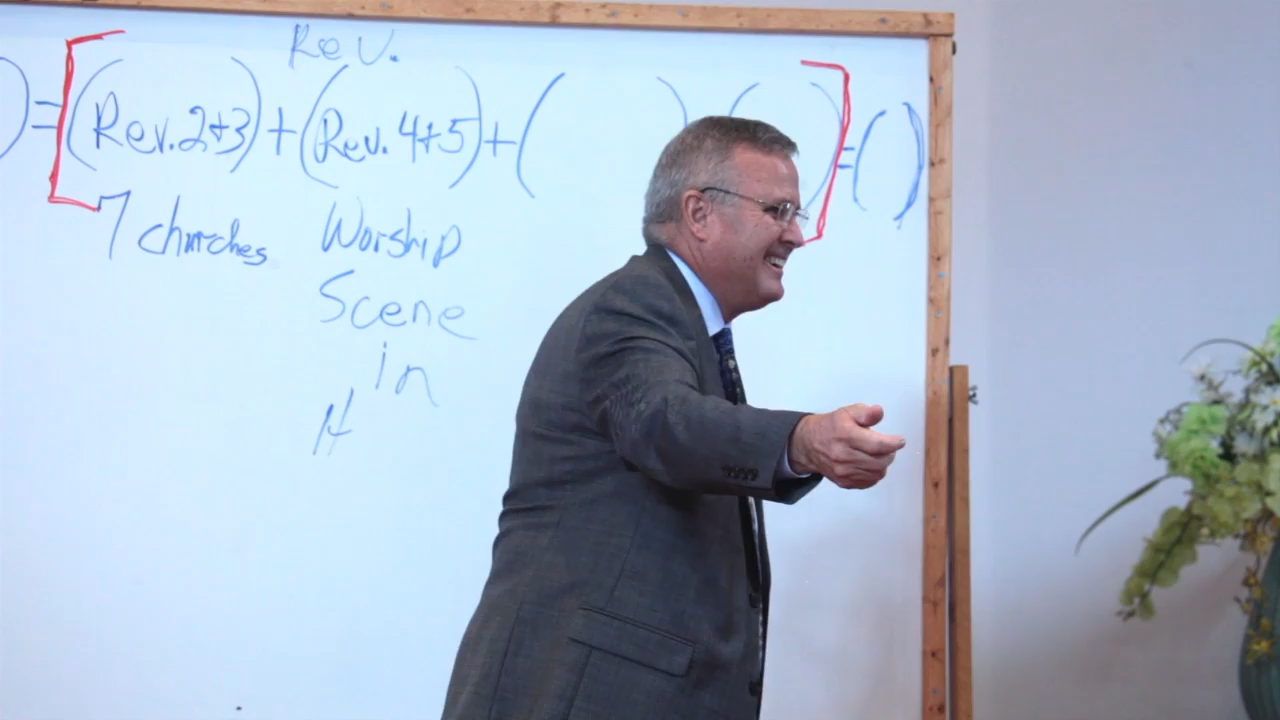 Rev.
) = [(Rev. 2+3) + (Rev. 4+5) + ( ) ( )] = ( )
7 churches Worship
Scene
in
H